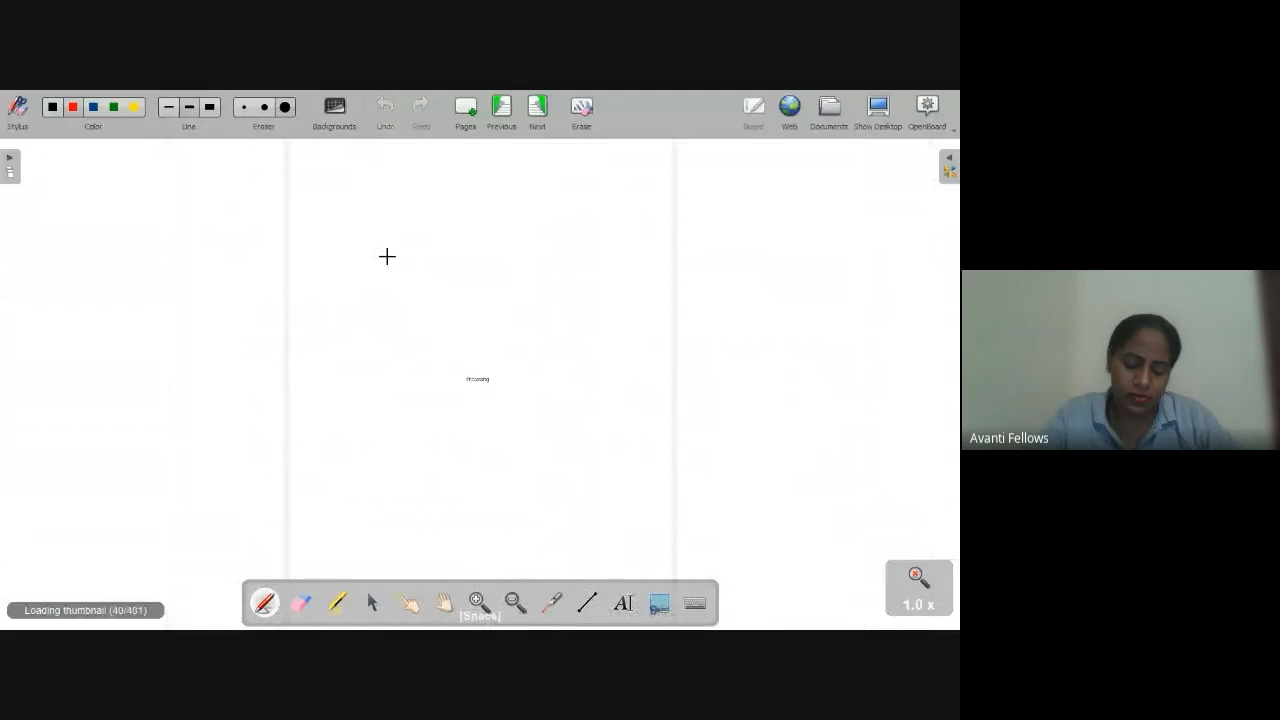 Stylus
Color
Line
Eraser
Backgrounds
Undo
Redo
Pages
Previous
Next
Erase
Board
Web
Documents
Show Desktop
OpenBoard
Processing
Avanti Fellows
Loading thumbnail (40/481)
[Space]
1.0 x